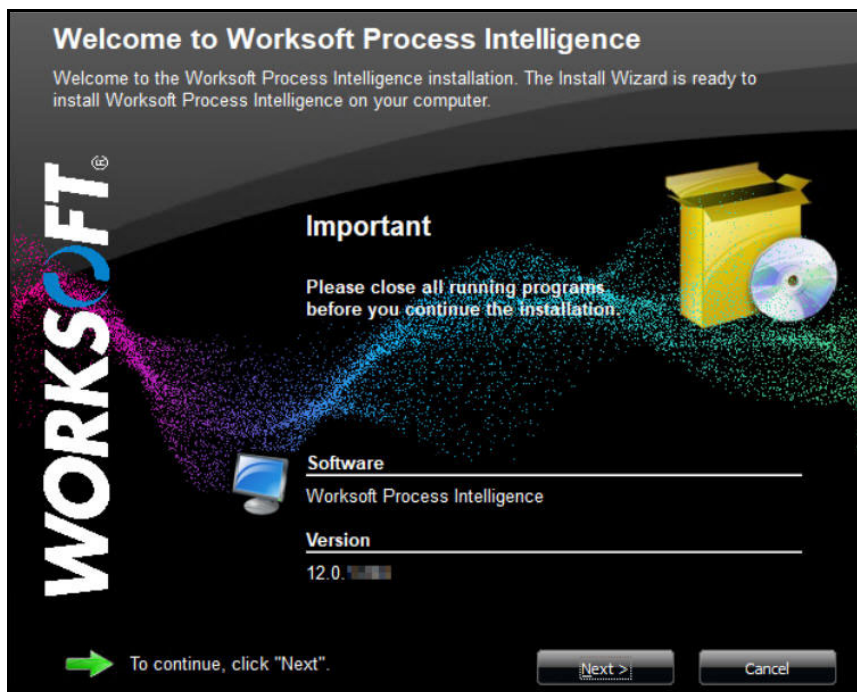 Welcome to Worksoft Process Intelligence
Welcome to the Worksoft Process Intelligence installation. The Install Wizard is ready to
install Worksoft Process Intelligence on your computer.
WORKSOFT®
Important
Please close all running programs
before you continue the installation.
Software
Worksoft Process Intelligence
Version
12.0.
To continue, click "Next".
Next >
Cancel